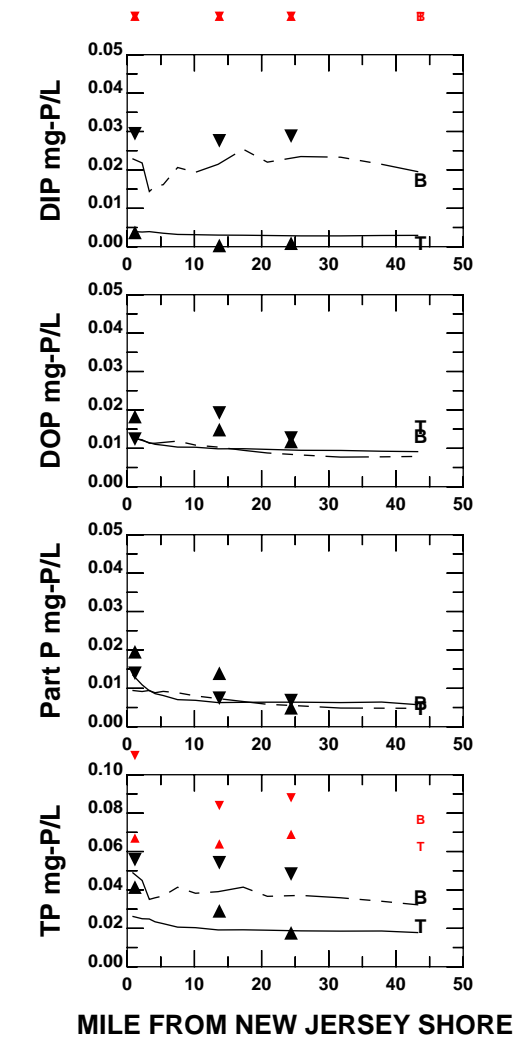 B T
DIP mg-P/L
0.05
0.04
0.03
0.02
0.01
0.00
B
T
0 10 20 30 40 50
DOP mg-P/L
0.05
0.04
0.03
0.02
0.01
0.00
T
B
0 10 20 30 40 50
Part P mg-P/L
0.05
0.04
0.03
0.02
0.01
0.00
B
T
0 10 20 30 40 50
TP mg-P/L
0.10
0.08
0.06
0.04
0.02
0.00
B
T
B
T
0 10 20 30 40 50
MILE FROM NEW JERSEY SHORE